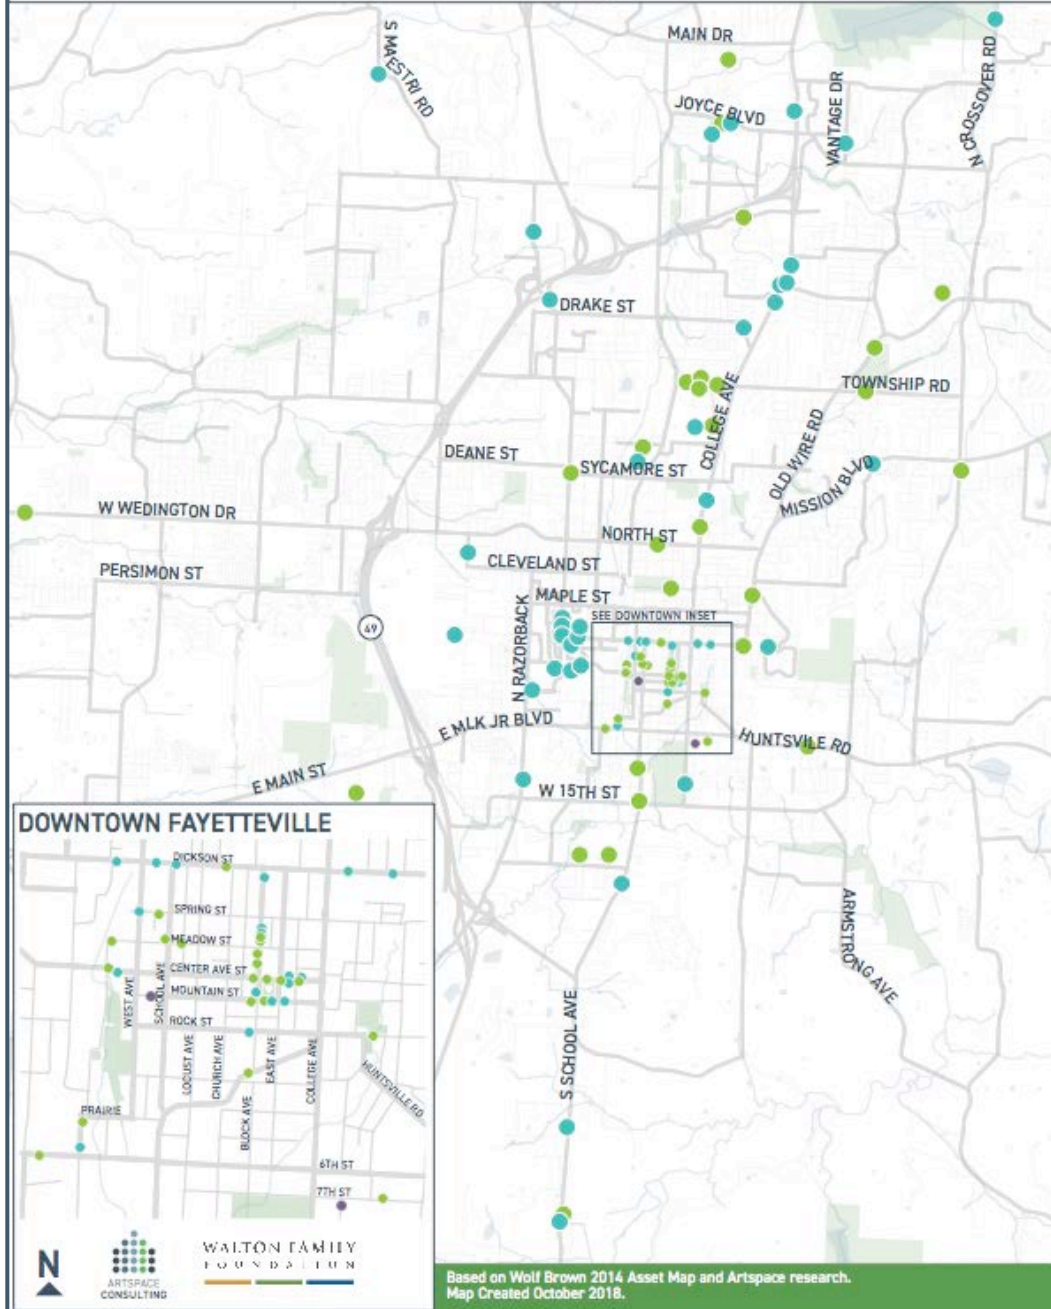 MAIN DR
S MAESTRI RD
JOYCE BLVD
VANTAGE DR
N CROSSOVER RD
DRAKE ST
COLLEGE AVE
TOWNSHIP RD
OLD WIRE RD
DEANE ST
SYCAMORE ST
MISSION BLVD
W WEDINGTON DR
NORTH ST
CLEVELAND ST
PERSIMON ST
MAPLE ST
SEE DOWNTOWN INSET
49
N RAZORBACK
E MLK JR BLVD
HUNTSVILE RD
E MAIN ST
W 15TH ST
ARMSTRONG AVE
S SCHOOL AVE
DOWNTOWN FAYETTEVILLE
DICKSON ST
SPRING ST
MEADOW ST
CENTER AVE ST
MOUNTAIN ST
ROCK ST
WEST AVE
SCHOOL AVE
LOCUST AVE
CHURCH AVE
BLOCK AVE
EAST AVE
COLLEGE AVE
HUNTSVILLE RD
PRAIRIE
6TH ST
7TH ST
N
ARTSPACE
CONSULTING
WALTON FAMILY
FOUNDATION
Based on Wolf Brown 2014 Asset Map and Artspace research.
Map Created October 2018.